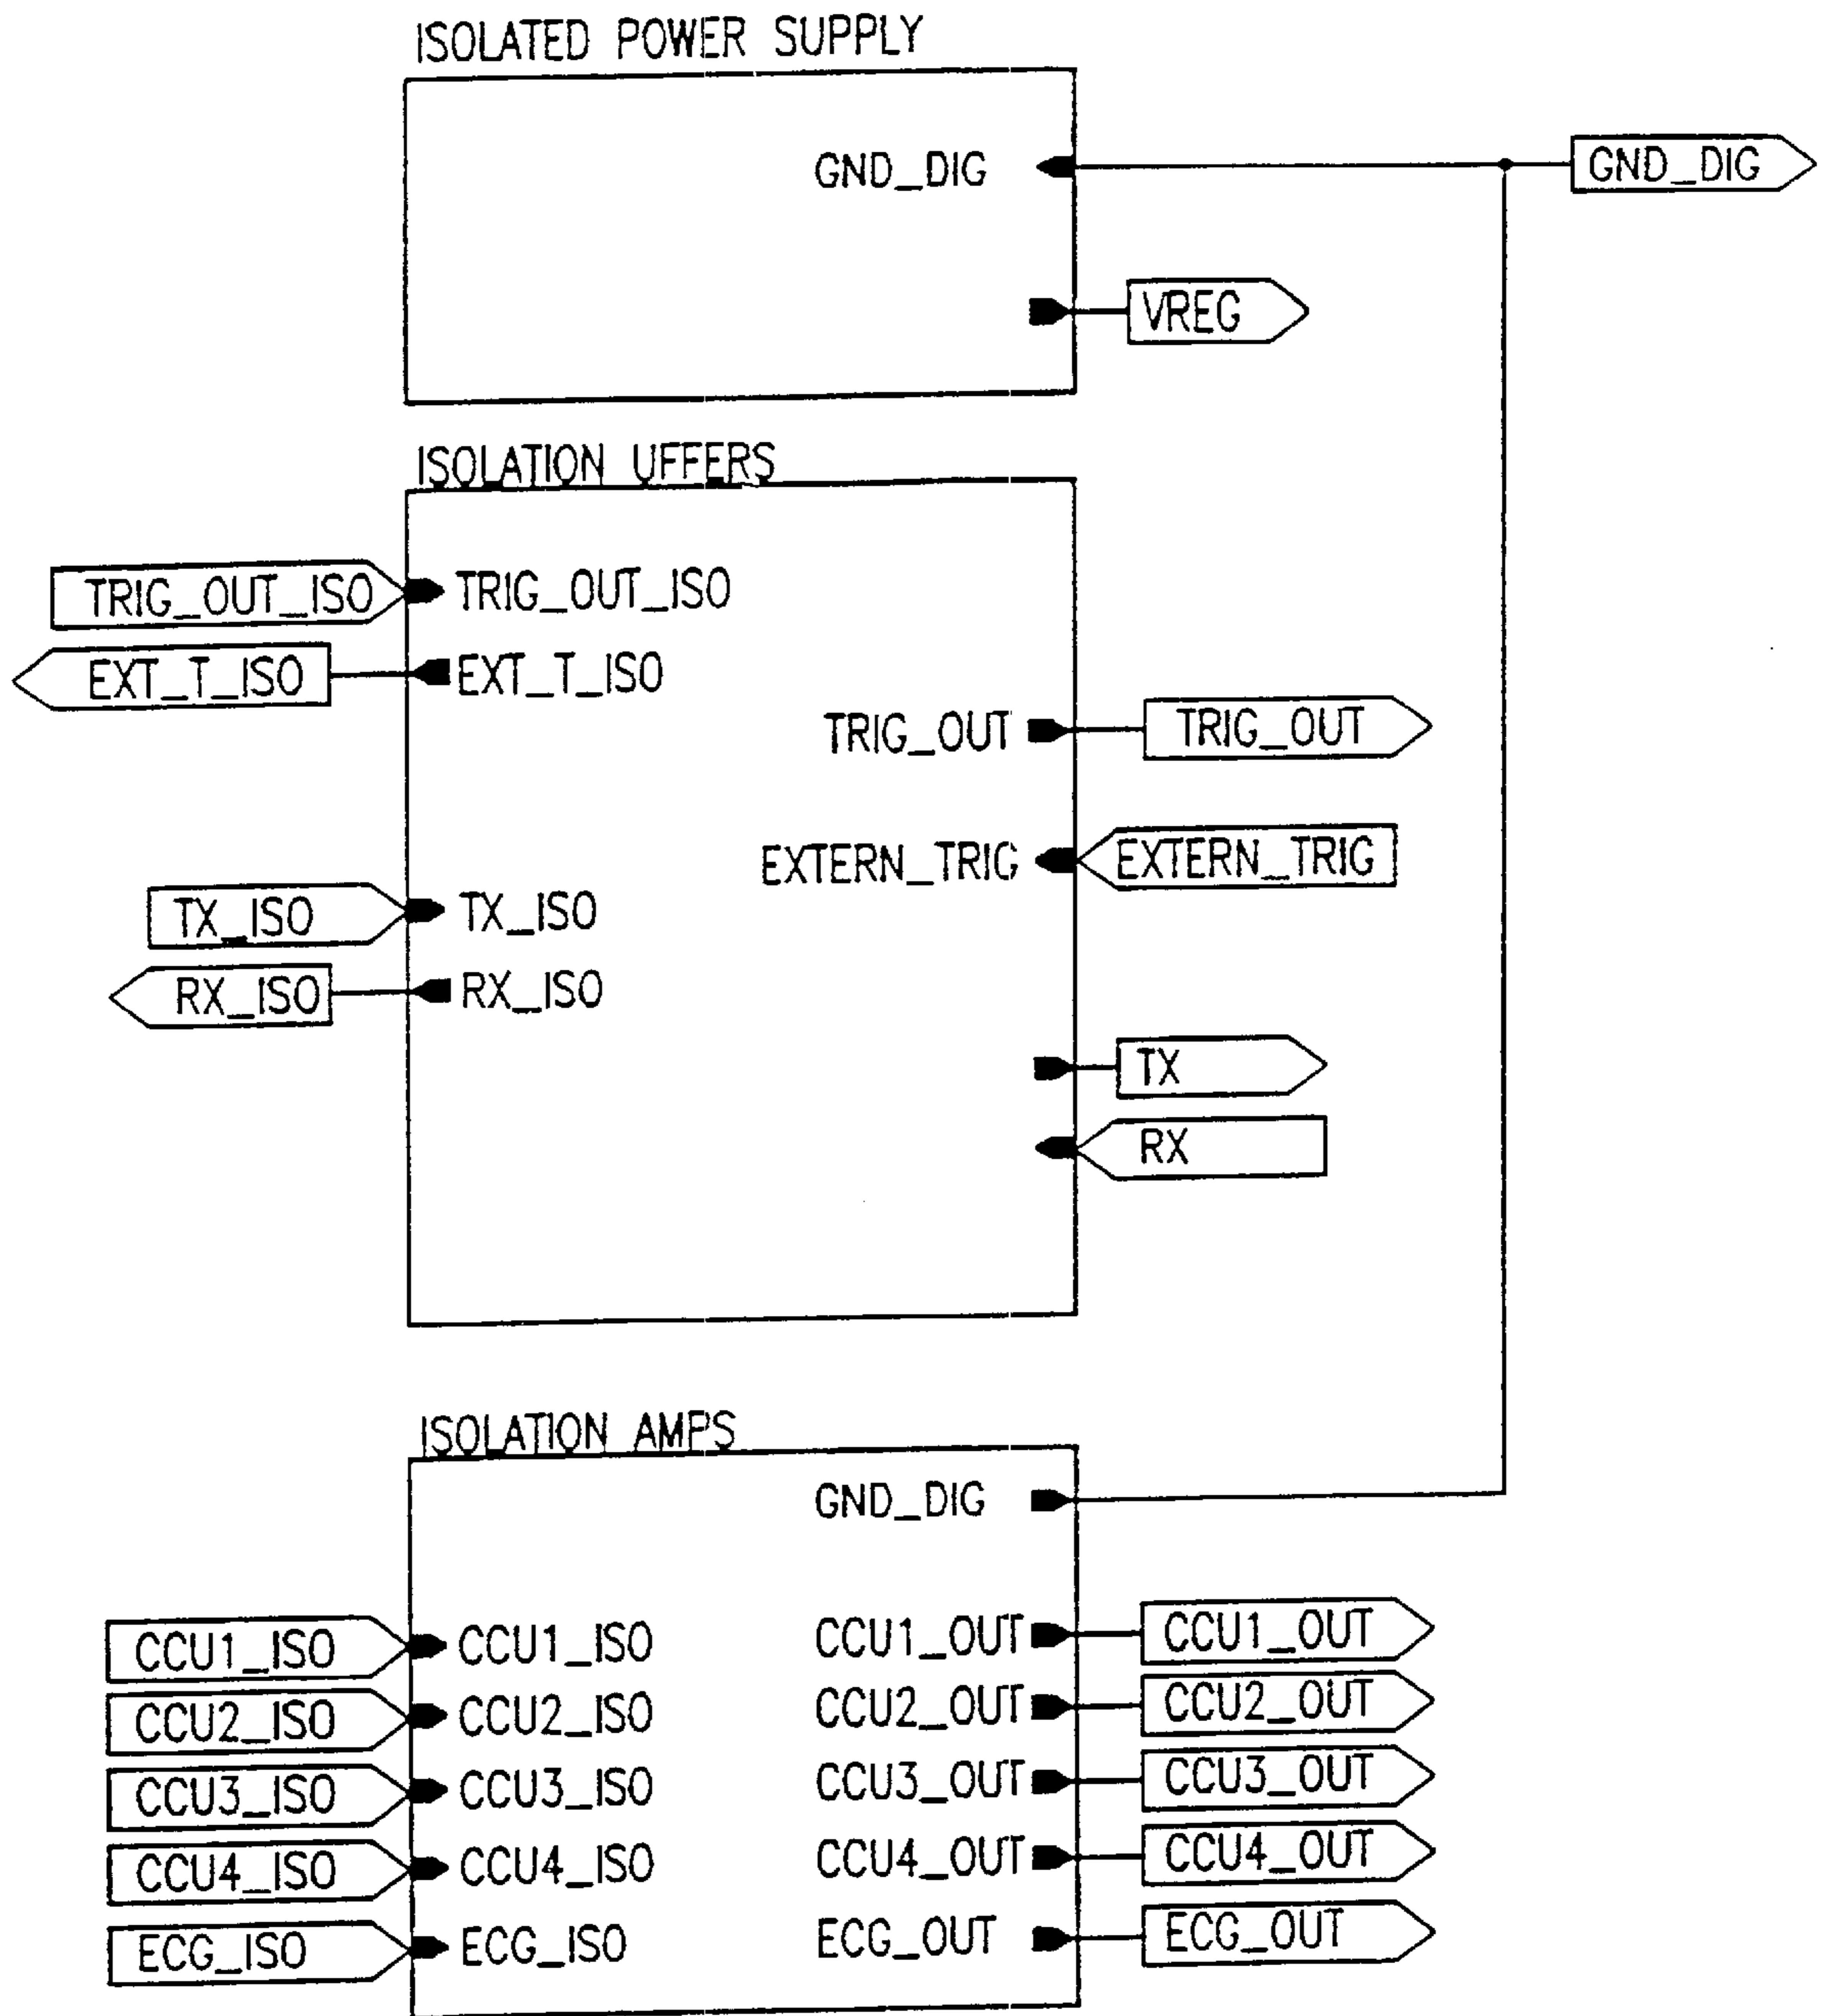 ISOLATED POWER SUPPLY
GND_DIG
GND_DIG
VREG
ISOLATION UFFERS
TRIG_OUT_ISO
TRIG_OUT_ISO
EXT_T_ISO
EXT_T_ISO
TRIG_OUT
TRIG_OUT
EXTERN_TRIG
EXTERN_TRIG
TX_ISO
TX_ISO
RX_ISO
RX_ISO
TX
RX
ISOLATION AMPS
GND_DIG
CCU1_ISO
CCU1_ISO
CCU1_OUT
CCU1_OUT
CCU2_ISO
CCU2_ISO
CCU2_OUT
CCU2_OUT
CCU3_ISO
CCU3_ISO
CCU3_OUT
CCU3_OUT
CCU4_ISO
CCU4_ISO
CCU4_OUT
CCU4_OUT
ECG_ISO
ECG_ISO
ECG_OUT
ECG_OUT